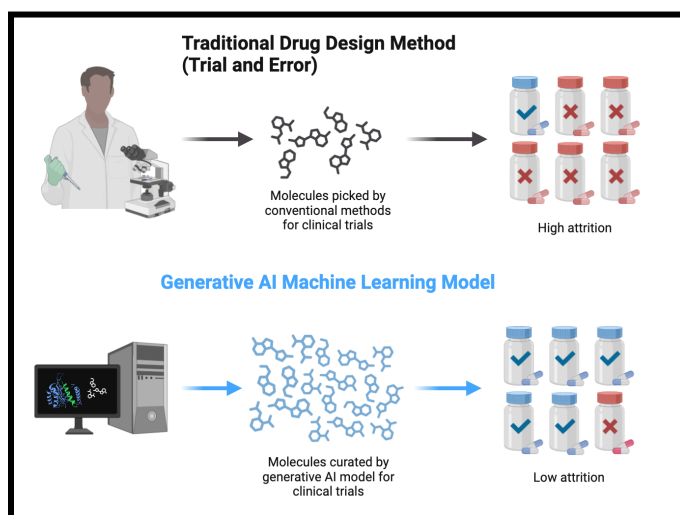 Traditional Drug Design Method
(Trial and Error)
Molecules picked by
conventional methods
for clinical trials
High attrition
Generative AI Machine Learning Model
Molecules curated by
generative AI model for
clinical trials
Low attrition